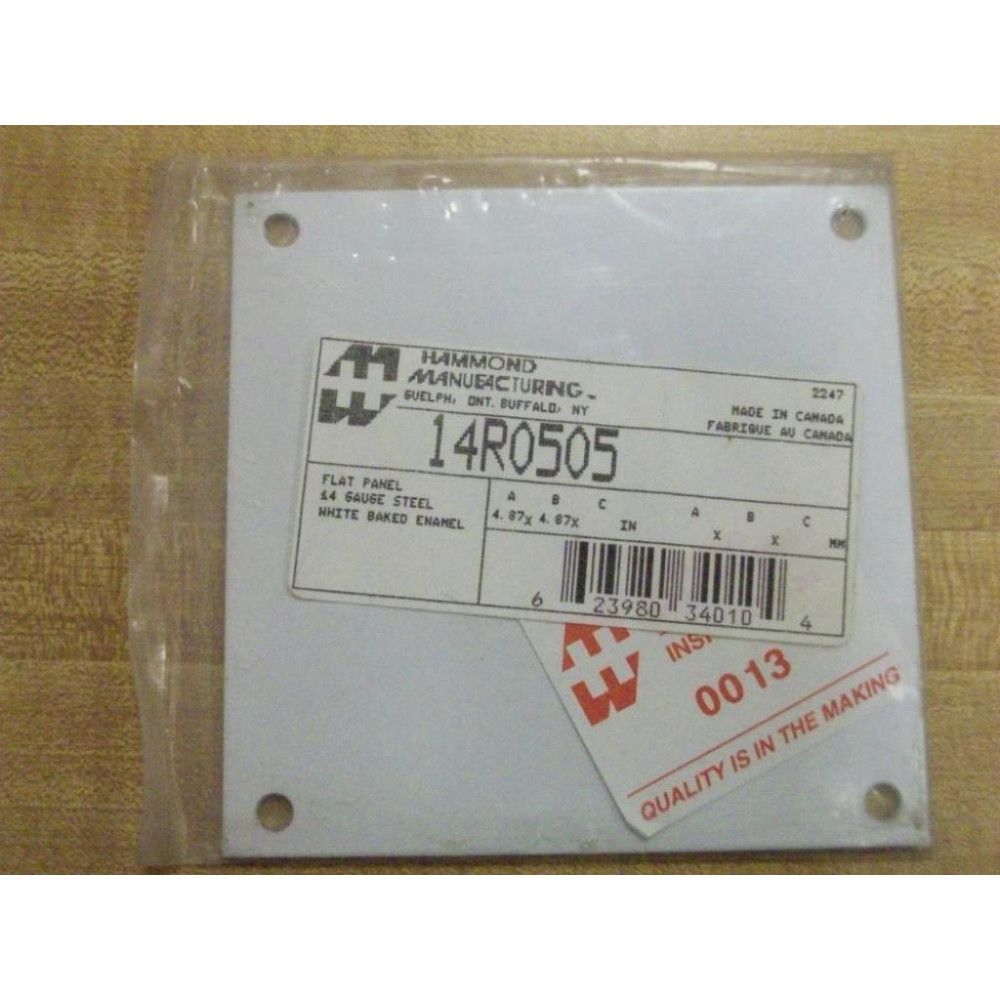 HAMMOND
MANUFACTURING™
GUELPH, ONT. BUFFALO, NY
2247
MADE IN CANADA
FABRIQUE AU CANADA
14R0505
FLAT PANEL
14 GAUGE STEEL
WHITE BAKED ENAMEL
A B C A B C
4.87x 4.87x IN X X MM
6 23980 34010 4
0013
QUALITY IS IN THE MAKING